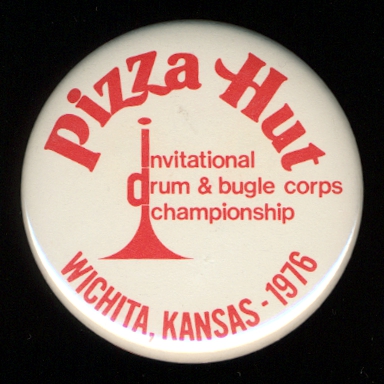 Pizza Hut
Invitational
drum & bugle corps
championship
WICHITA, KANSAS - 1976